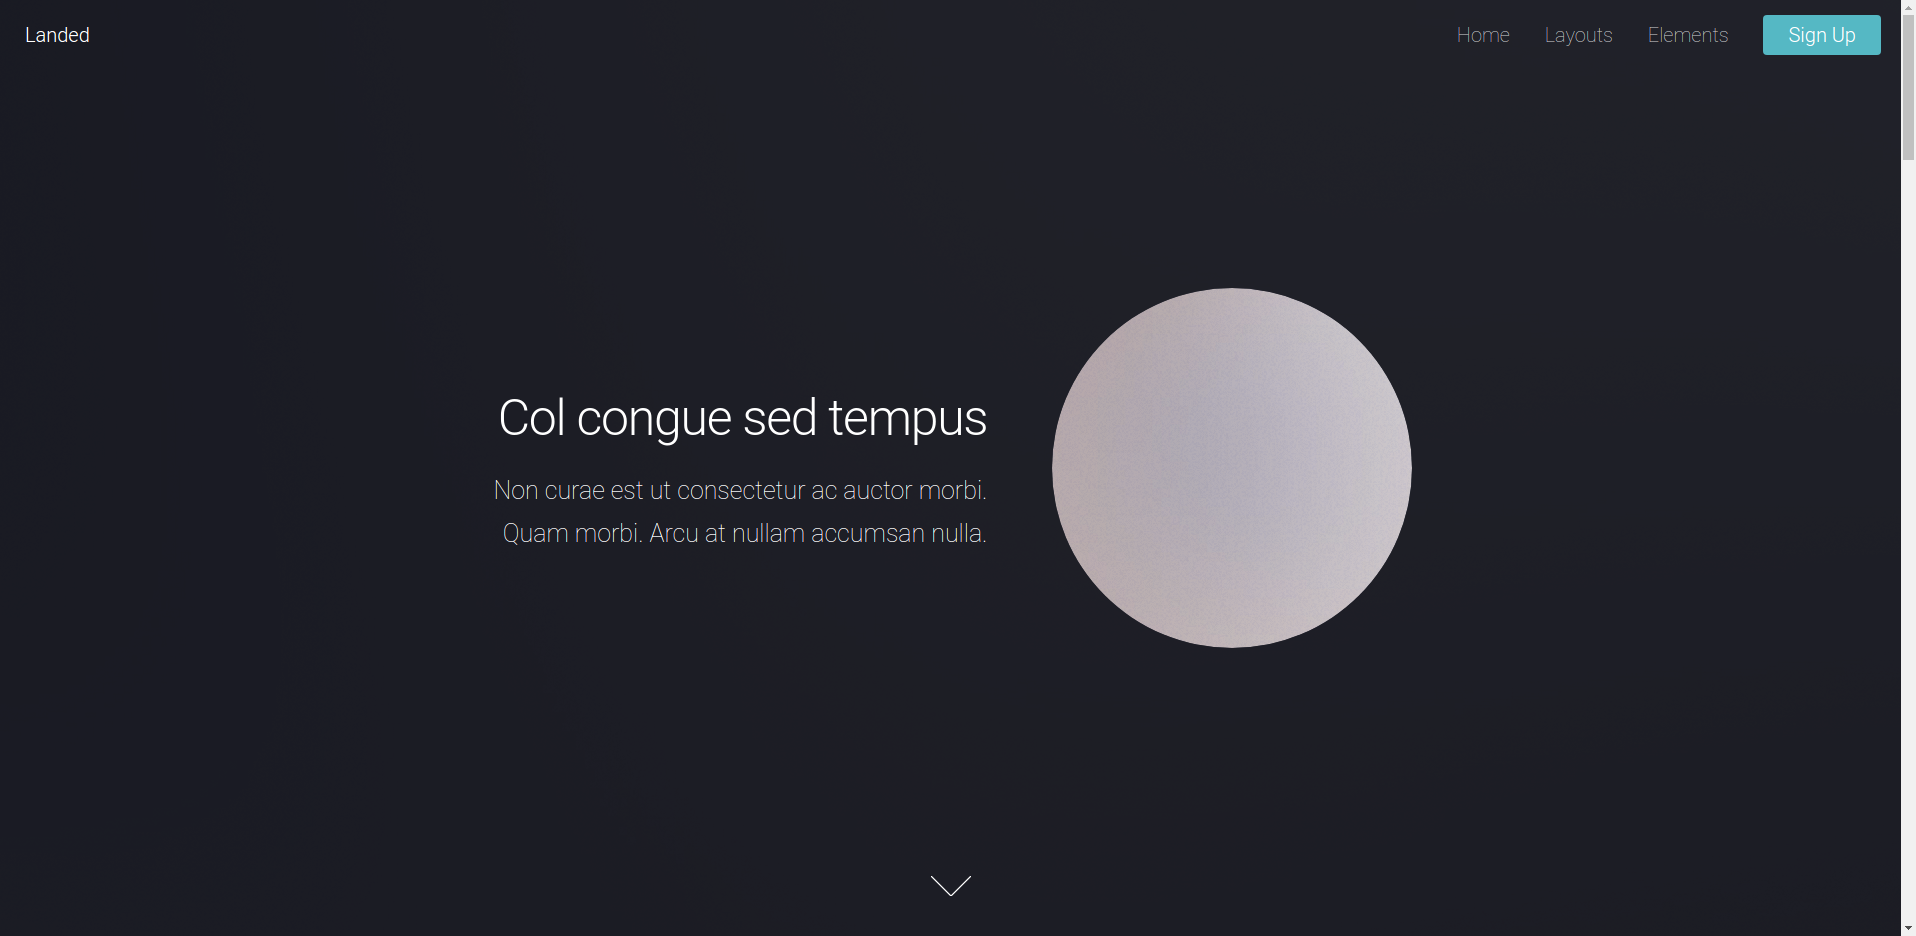 Landed
Home
Layouts
Elements
Sign Up
Col congue sed tempus
Non curae est ut consectetur ac auctor morbi.
Quam morbi. Arcu at nullam accumsan nulla.